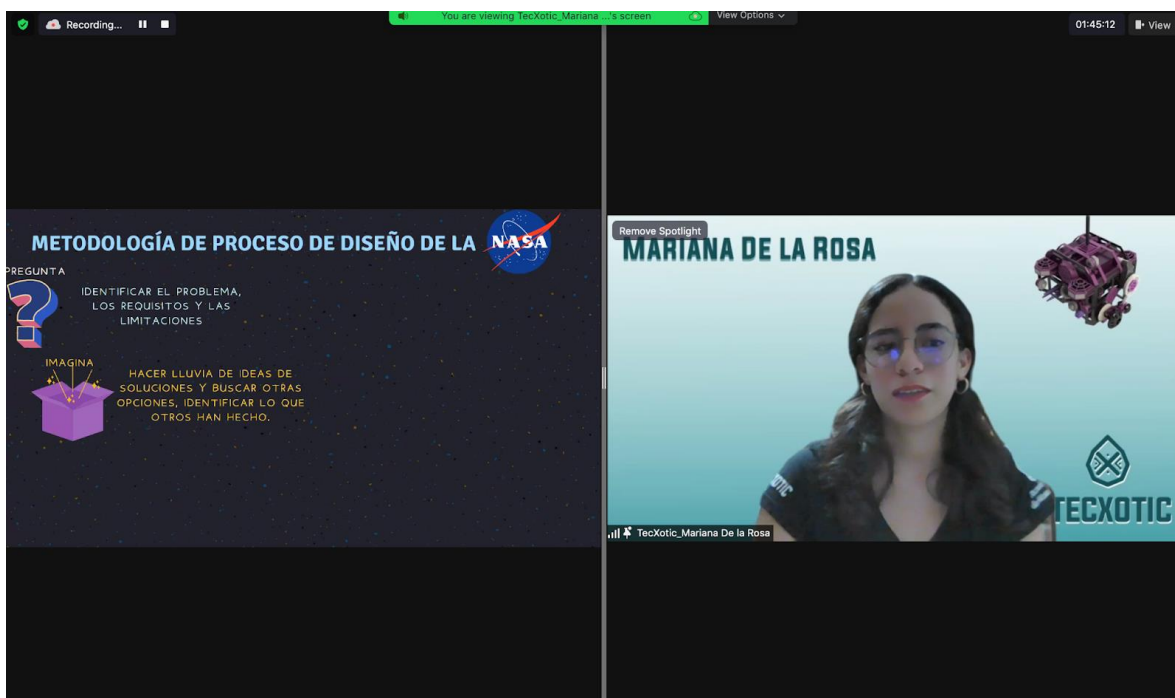 Recording...
You are viewing TecXotic_Mariana ...'s screen
View Options
01:45:12
View
METODOLOGÍA DE PROCESO DE DISEÑO DE LA
NASA
PREGUNTA
IDENTIFICAR EL PROBLEMA,
LOS REQUISITOS Y LAS
LIMITACIONES
IMAGINA
HACER LLUVIA DE IDEAS DE
SOLUCIONES Y BUSCAR OTRAS
OPCIONES, IDENTIFICAR LO QUE
OTROS HAN HECHO.
Remove Spotlight
MARIANA DE LA ROSA
TECXOTIC
TecXotic_Mariana De la Rosa